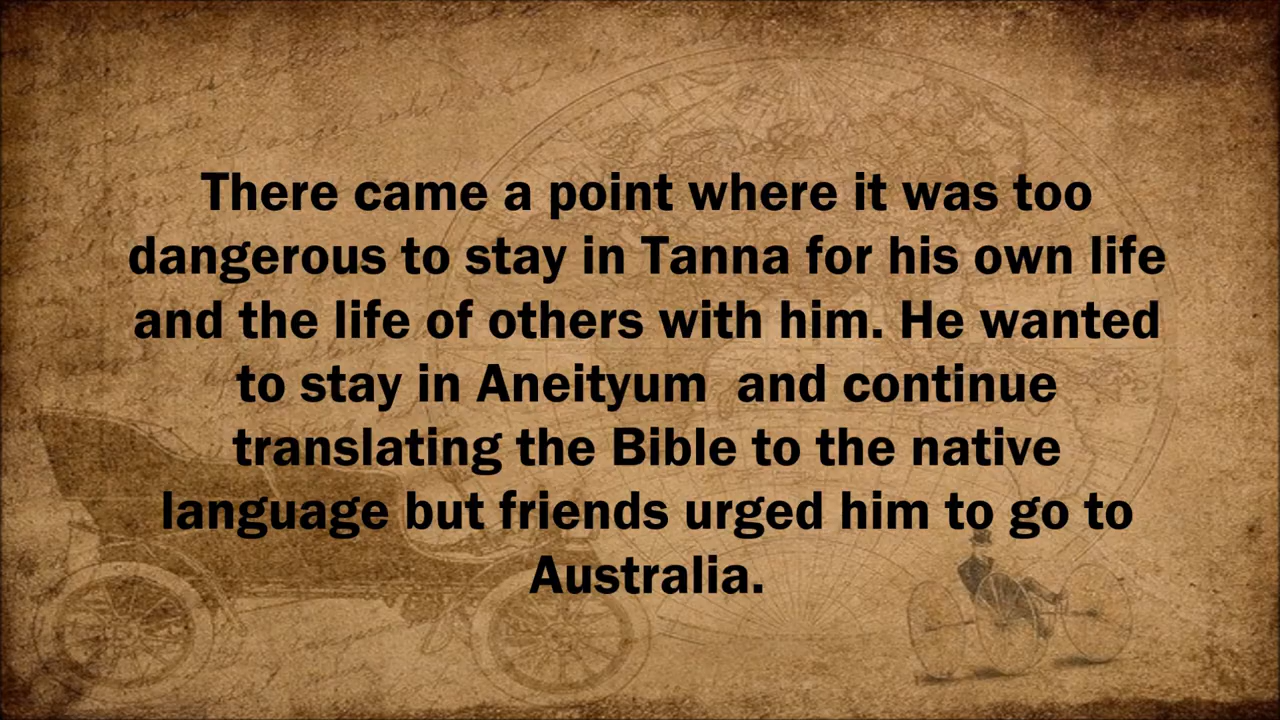 There came a point where it was too
dangerous to stay in Tanna for his own life
and the life of others with him. He wanted
to stay in Aneityum  and continue
translating the Bible to the native
language but friends urged him to go to
Australia.